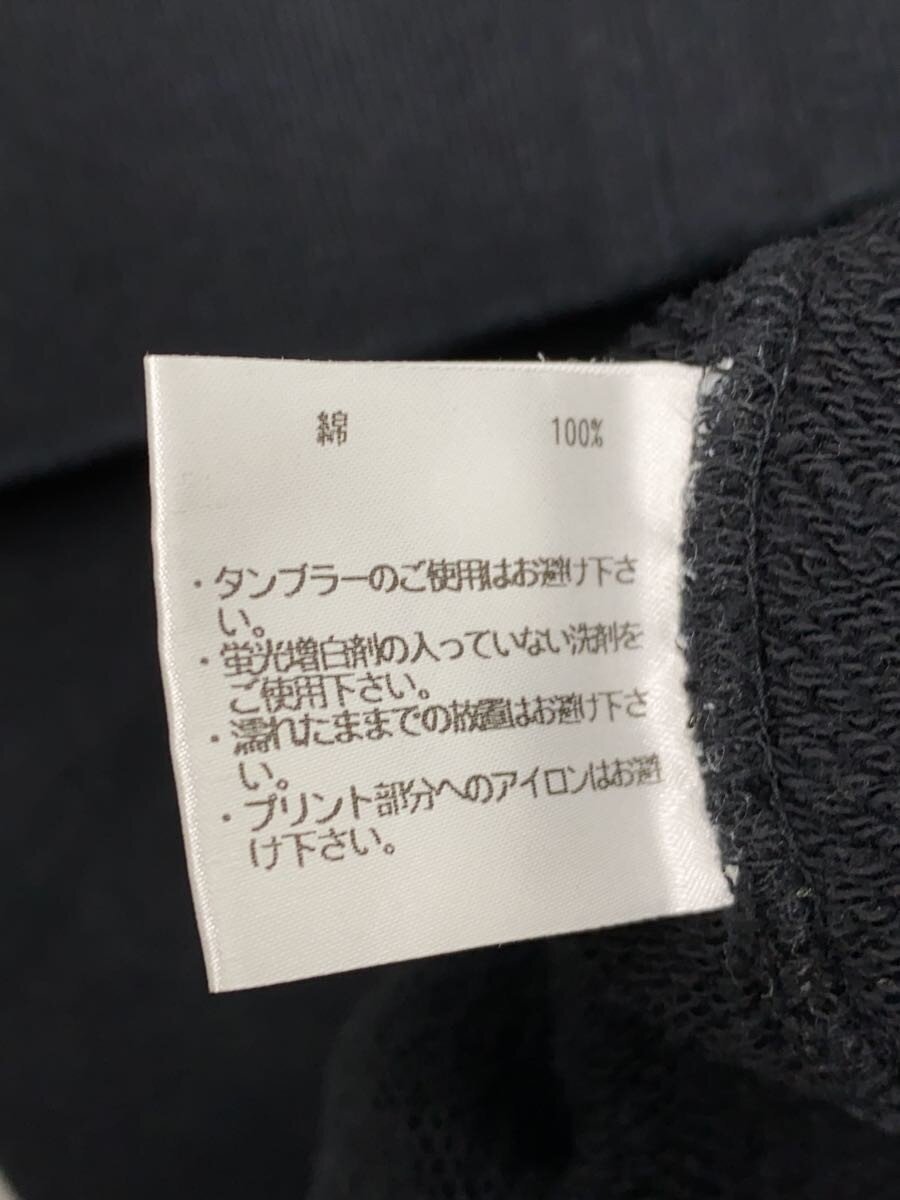 綿 100%
・タンブラーのご使用はお避け下さ
い。
・蛍光増白剤の入っていない洗剤を
ご使用下さい。
・濡れたままでの放置はお避け下さ
い。
・プリント部分へのアイロンはお避
け下さい。